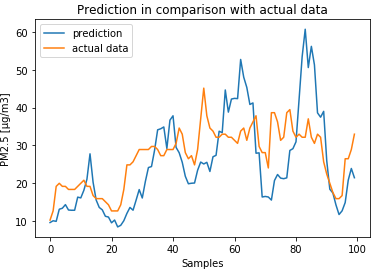 Prediction in comparison with actual data
prediction
actual data
PM2.5 [µg/m3]
60
50
40
30
20
10
0
20
40
60
80
100
Samples